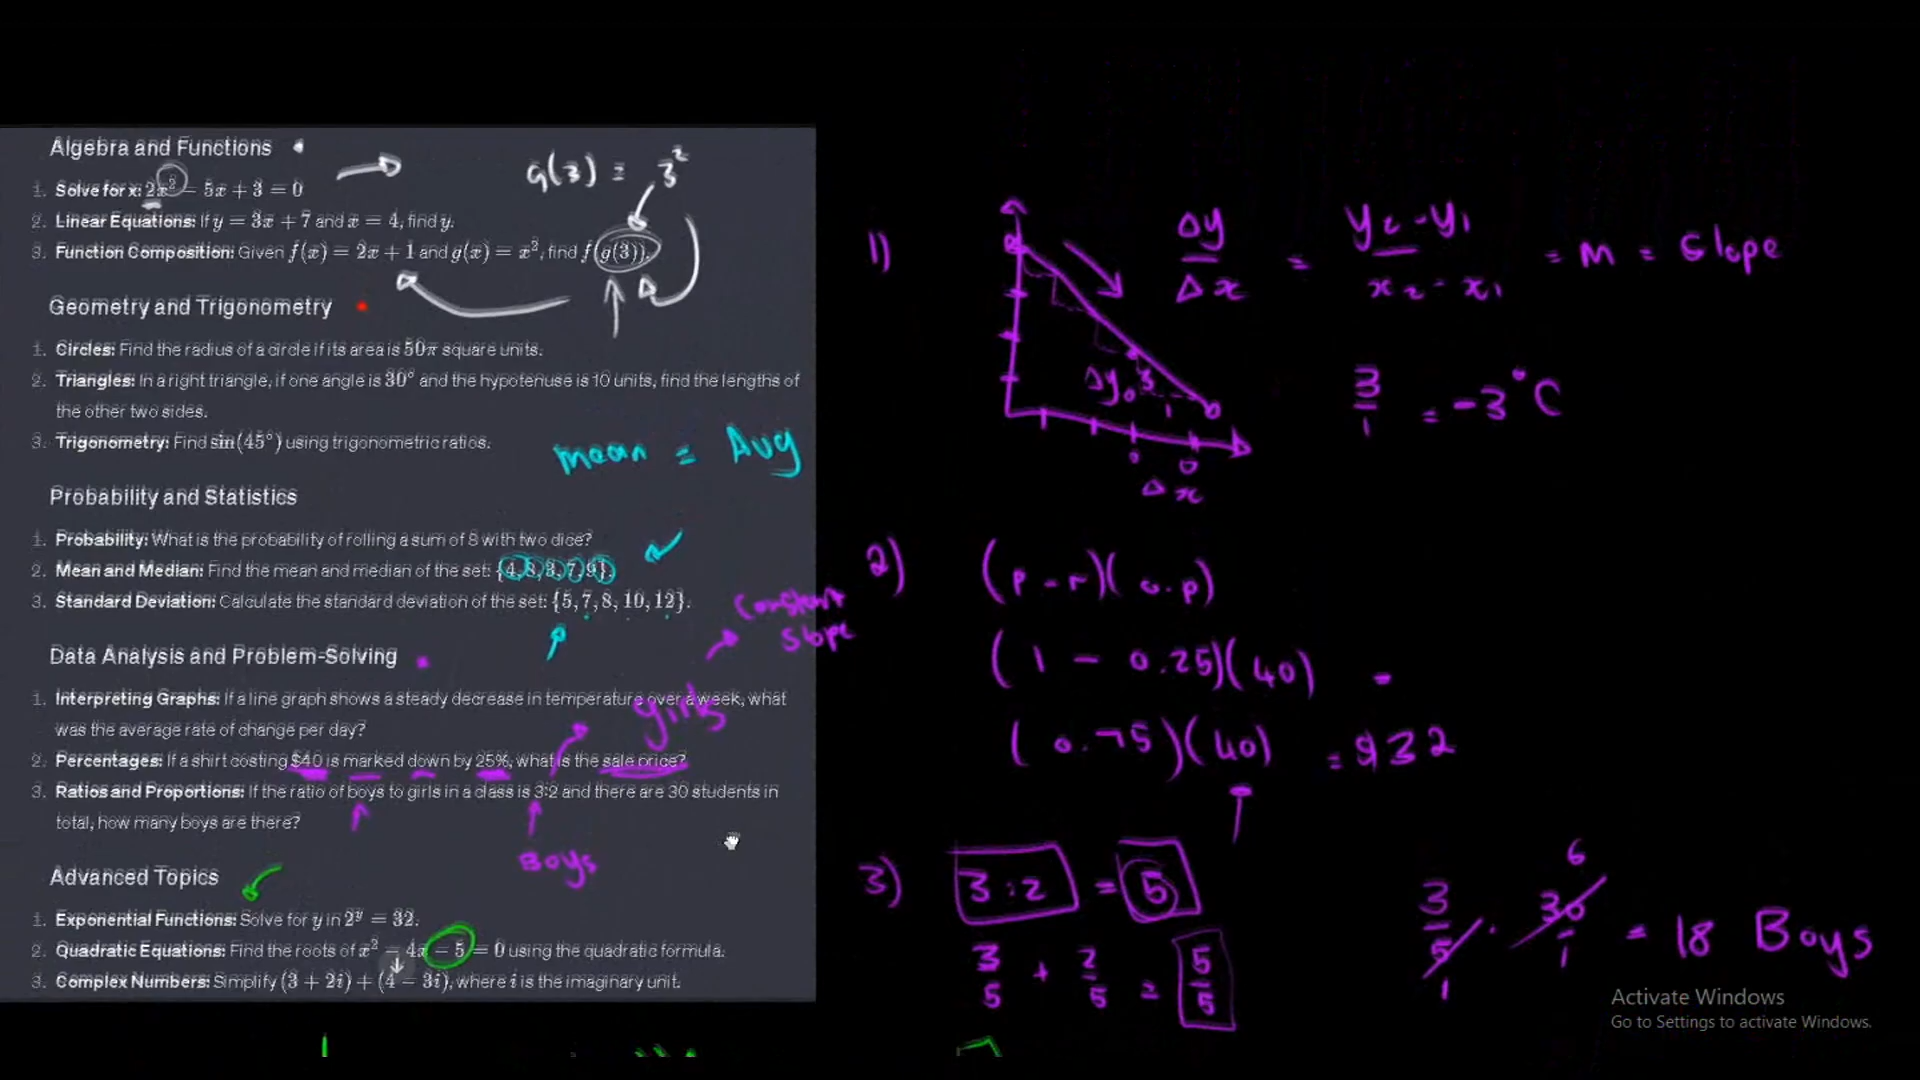 Algebra and Functions
g(3) = 3²
1. Solve for x: 2x² − 5x + 3 = 0
2. Linear Equations: If y = 3x + 7 and x = 4, find y.
3. Function Composition: Given f(x) = 2x + 1 and g(x) = x², find f(g(3)).
Geometry and Trigonometry
1. Circles: Find the radius of a circle if its area is 50π square units.
2. Triangles: In a right triangle, if one angle is 30° and the hypotenuse is 10 units, find the lengths of
the other two sides.
3. Trigonometry: Find sin(45°) using trigonometric ratios.
mean = Avg
Probability and Statistics
1. Probability: What is the probability of rolling a sum of 8 with two dice?
2. Mean and Median: Find the mean and median of the set: {4, 8, 3, 7, 9}.
3. Standard Deviation: Calculate the standard deviation of the set: {5, 7, 8, 10, 12}.
Constant
Slope
Data Analysis and Problem-Solving
1. Interpreting Graphs: If a line graph shows a steady decrease in temperature over a week, what
was the average rate of change per day?
girls
2. Percentages: If a shirt costing $40 is marked down by 25%, what is the sale price?
3. Ratios and Proportions: If the ratio of boys to girls in a class is 3:2 and there are 30 students in
total, how many boys are there?
Boys
Advanced Topics
1. Exponential Functions: Solve for y in 2^y = 32.
2. Quadratic Equations: Find the roots of x² − 4x − 5 = 0 using the quadratic formula.
3. Complex Numbers: Simplify (3 + 2i) + (4 − 3i), where i is the imaginary unit.
1)
Δy/Δx = y₂ - y₁ / x₂ - x₁ = m = Slope
Δy 3
1
Δx
3/1 = -3°C
2) (p - r)(o.p)
(1 - 0.25)(40) =
(0.75)(40) = 32
3) 3:2 = 5
3/5 + 2/5 = 5/5
6
3/5 · 30/1 = 18 Boys
1
Activate Windows
Go to Settings to activate Windows.